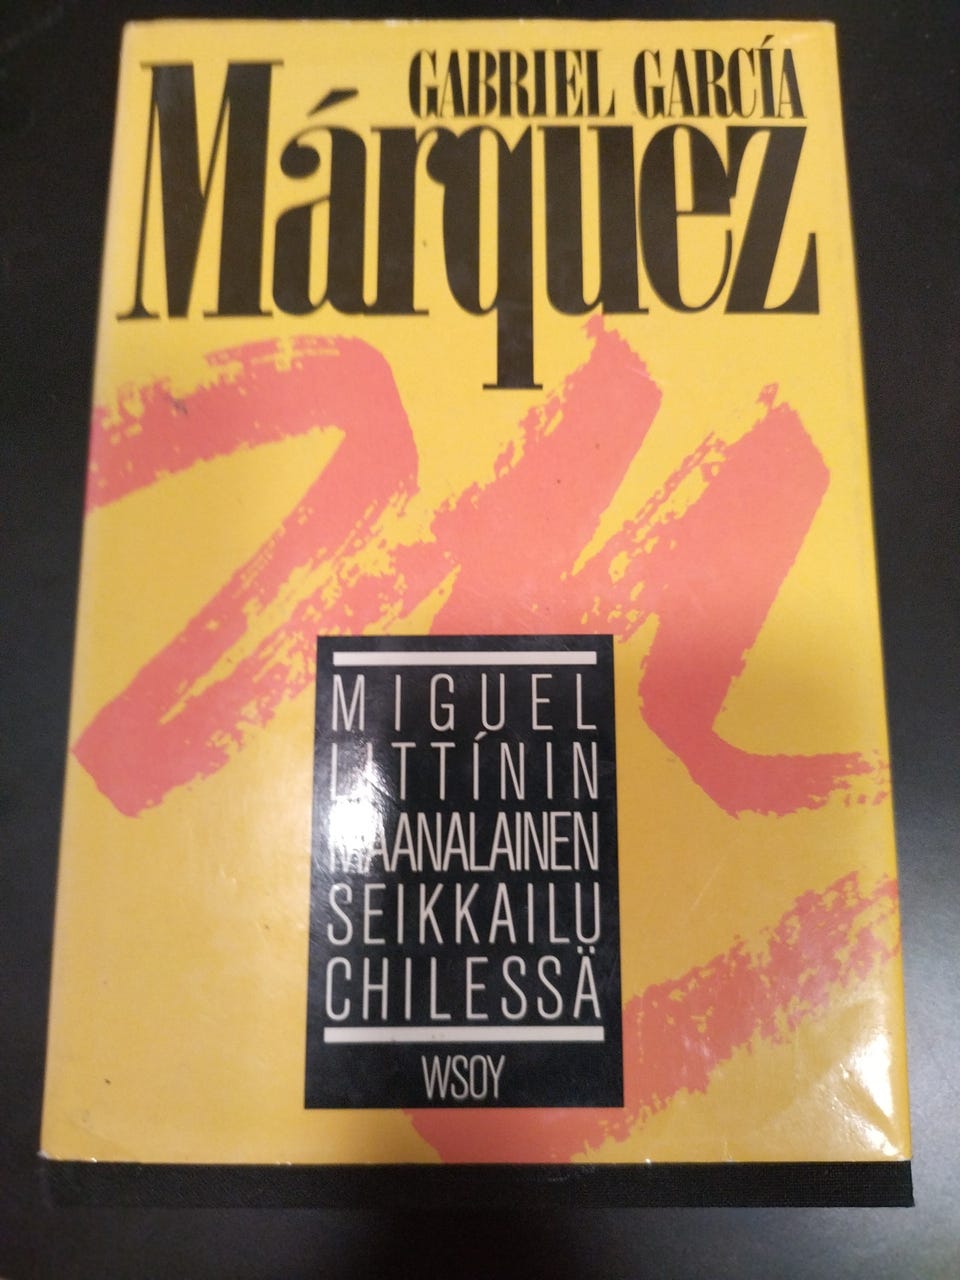 GABRIEL GARCÍA
Márquez
MIGUEL
LITTÍNIN
MAANALAINEN
SEIKKAILU
CHILESSÄ
WSOY